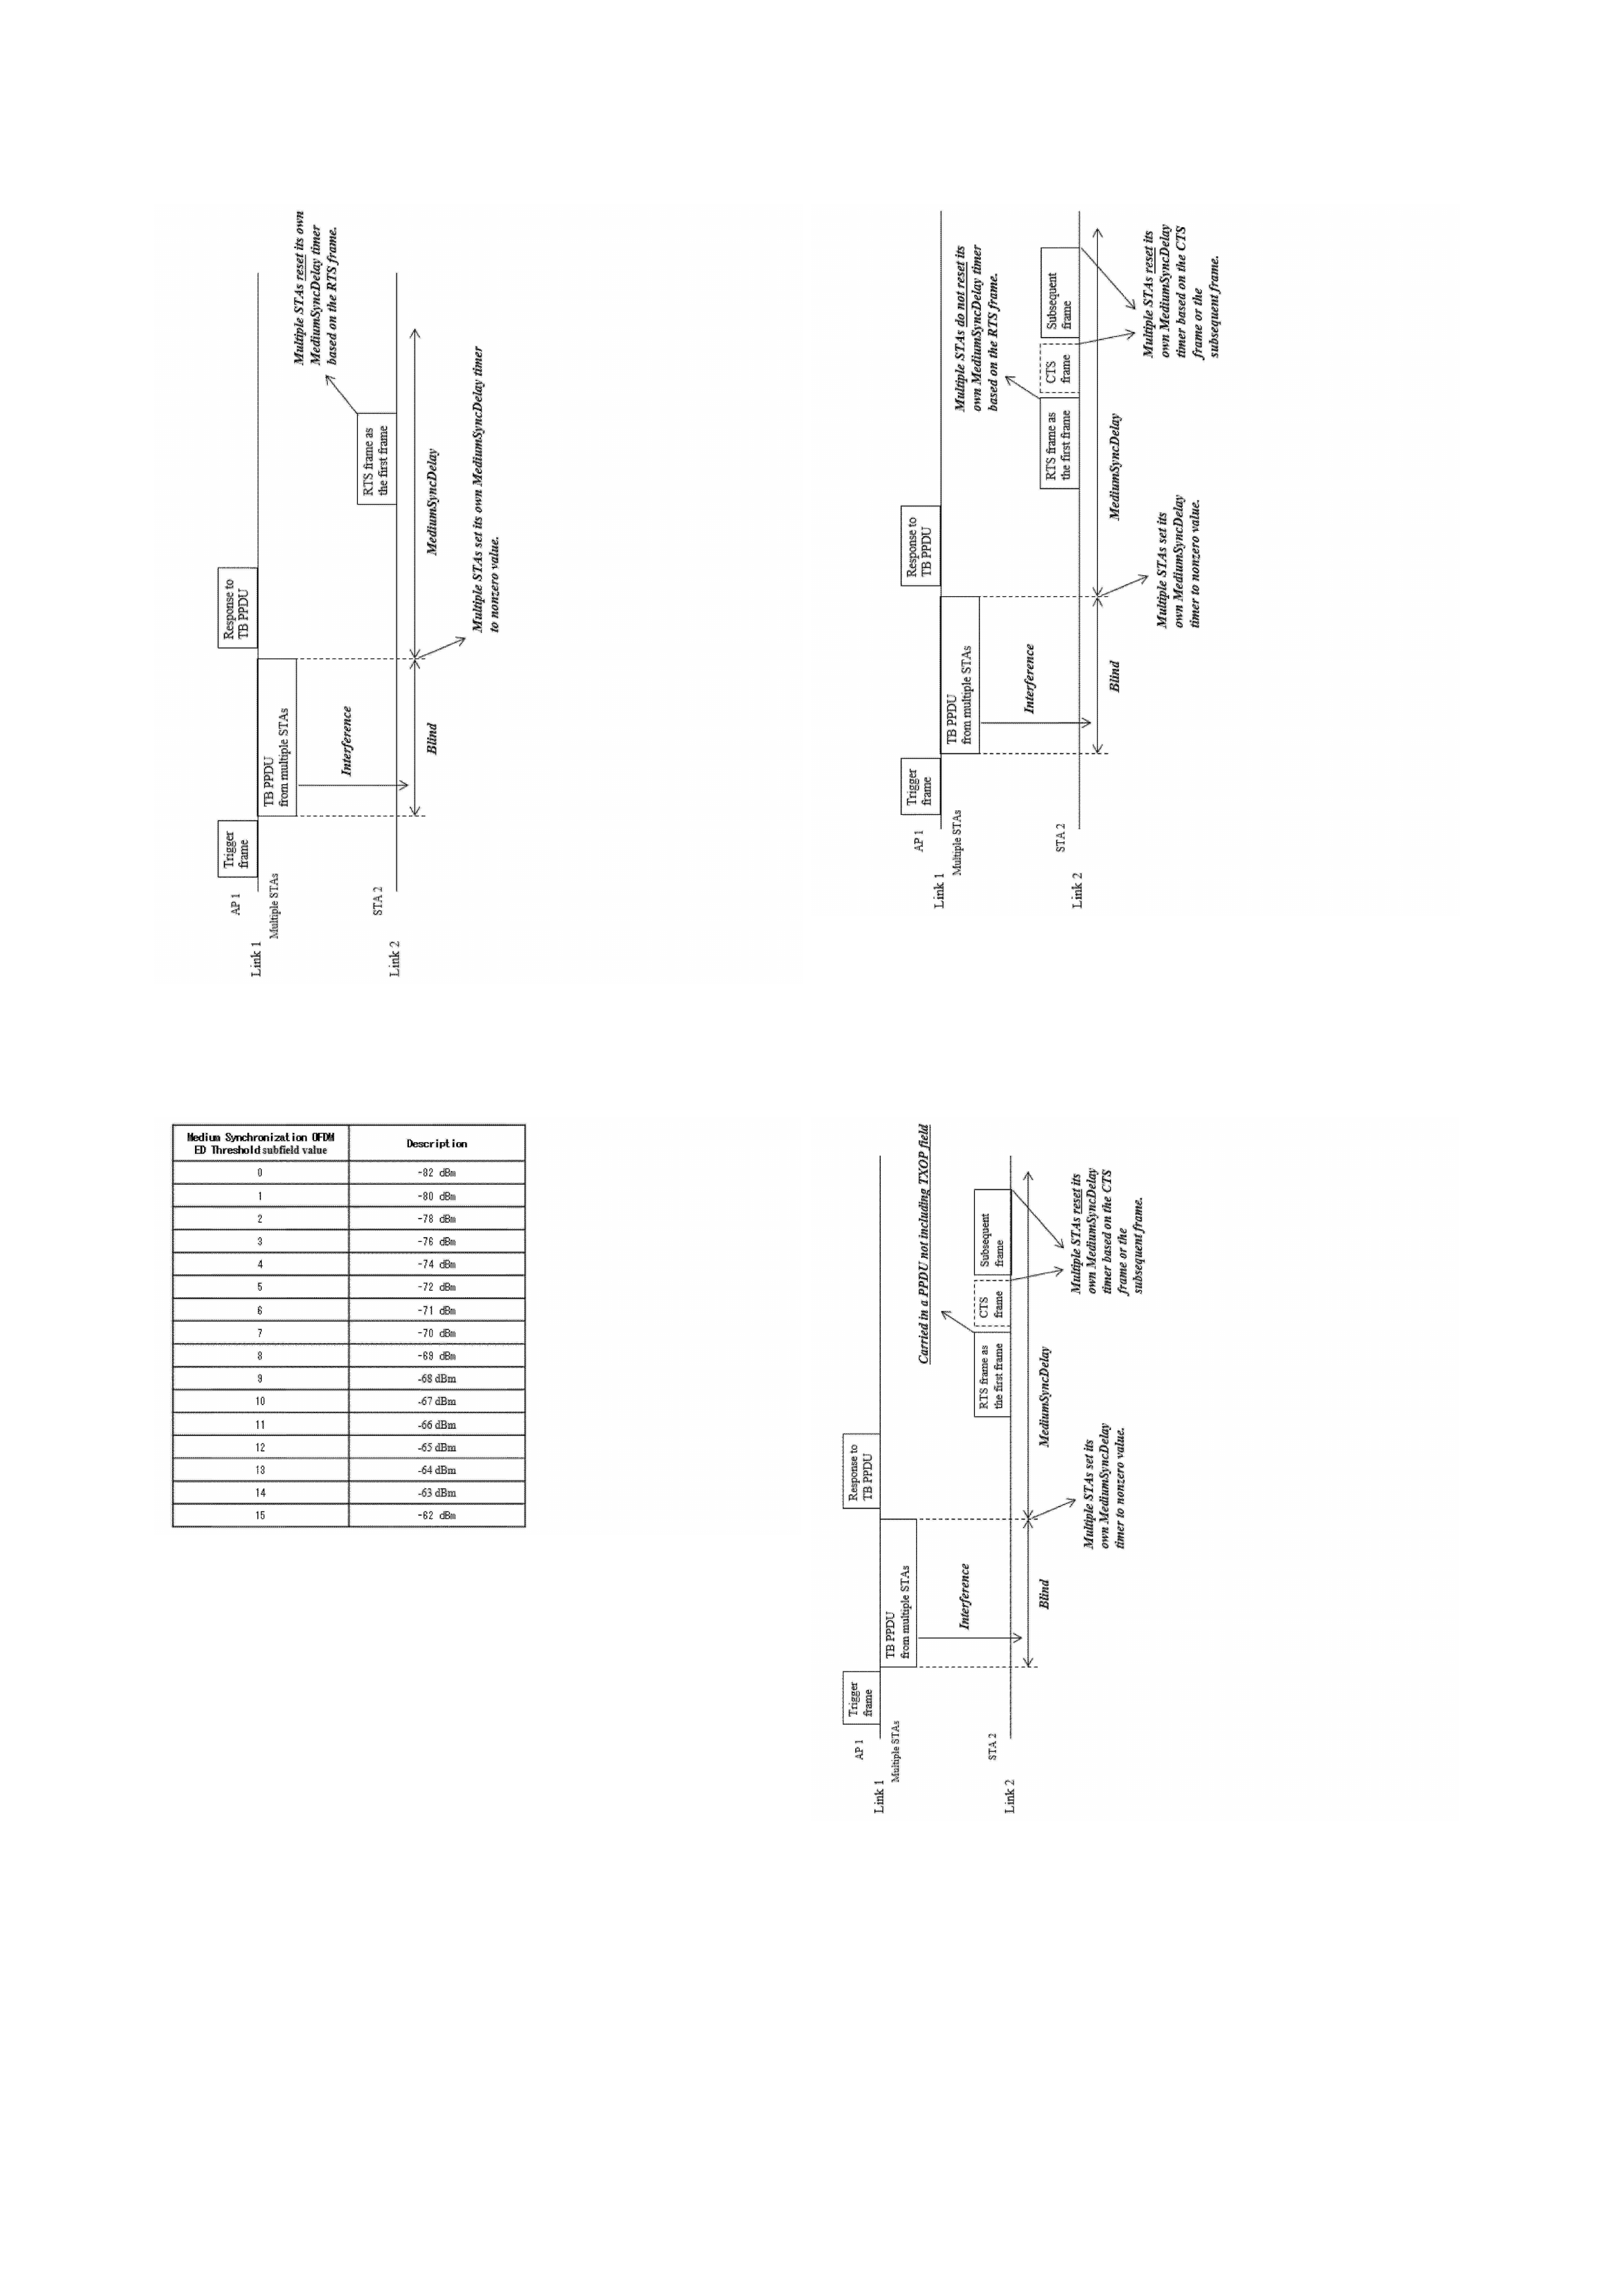 Multiple STAs reset its own
MediumSyncDelay timer
based on the RTS frame.
RTS frame as
the first frame
MediumSyncDelay
Multiple STAs set its own MediumSyncDelay timer
to nonzero value.
Response to
TB PPDU
TB PPDU
from multiple STAs
Interference
Blind
Trigger
frame
AP 1
Multiple STAs
STA 2
Link 1
Link 2
Multiple STAs do not reset its
own MediumSyncDelay timer
based on the RTS frame.
Subsequent
frame
CTS
frame
RTS frame as
the first frame
Multiple STAs reset its
own MediumSyncDelay
timer based on the CTS
frame or the
subsequent frame.
MediumSyncDelay
Multiple STAs set its
own MediumSyncDelay
timer to nonzero value.
Response to
TB PPDU
TB PPDU
from multiple STAs
Interference
Blind
Trigger
frame
AP 1
Multiple STAs
STA 2
Link 1
Link 2
Medium Synchronization OFDM
ED Threshold subfield value
Description
0 -82 dBm
1 -80 dBm
2 -78 dBm
3 -76 dBm
4 -74 dBm
5 -72 dBm
6 -71 dBm
7 -70 dBm
8 -69 dBm
9 -68 dBm
10 -67 dBm
11 -66 dBm
12 -65 dBm
13 -64 dBm
14 -63 dBm
15 -62 dBm
Carried in a PPDU not including TXOP field
Subsequent
frame
CTS
frame
RTS frame as
the first frame
Multiple STAs reset its
own MediumSyncDelay
timer based on the CTS
frame or the
subsequent frame.
MediumSyncDelay
Multiple STAs set its
own MediumSyncDelay
timer to nonzero value.
Response to
TB PPDU
TB PPDU
from multiple STAs
Interference
Blind
Trigger
frame
AP 1
Multiple STAs
STA 2
Link 1
Link 2